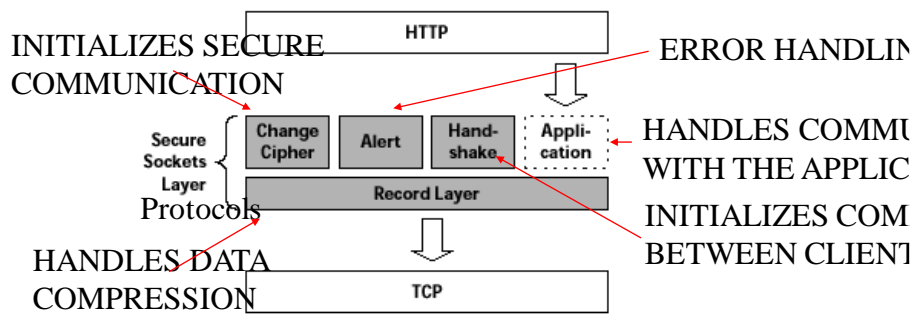 HTTP
INITIALIZES SECURE
COMMUNICATION
ERROR HANDLIN
Change
Cipher
Alert
Hand-
shake
Appli-
cation
Secure
Sockets
Layer
Protocols
HANDLES COMMU
WITH THE APPLIC
Record Layer
INITIALIZES COM
BETWEEN CLIENT
HANDLES DATA
COMPRESSION
TCP